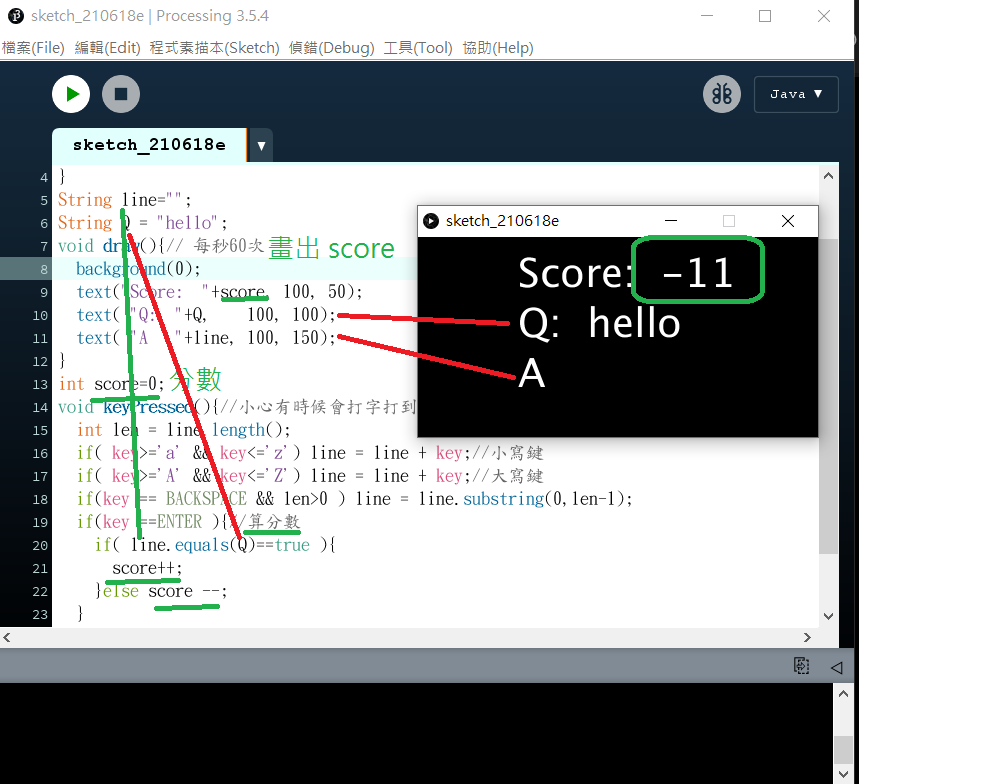 sketch_210618e | Processing 3.5.4
檔案(File) 編輯(Edit) 程式素描本(Sketch) 偵錯(Debug) 工具(Tool) 協助(Help)
Java ▼
sketch_210618e ▼
4 }
5 String line="";
6 String Q = "hello";
7 void draw(){// 每秒60次 畫出 score
8 background(0);
9 text("Score: "+score, 100, 50);
10 text( "Q: "+Q, 100, 100);
11 text( "A "+line, 100, 150);
12 }
13 int score=0; 分數
14 void keyPressed(){//小心有時候會打字打到
15 int len = line.length();
16 if( key>='a' && key<='z') line = line + key;//小寫鍵
17 if( key>='A' && key<='Z') line = line + key;//大寫鍵
18 if(key == BACKSPACE && len>0 ) line = line.substring(0,len-1);
19 if(key ==ENTER ){//算分數
20 if( line.equals(Q)==true ){
21 score++;
22 }else score --;
23 }
sketch_210618e
Score: -11
Q: hello
A